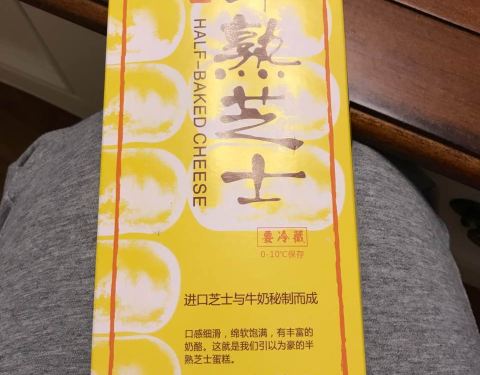 半熟芝士
HALF-BAKED CHEESE
要冷藏
0-10℃保存
进口芝士与牛奶秘制而成
口感细滑，绵软饱满，有丰富的
奶酪。这就是我们引以为豪的半
熟芝士蛋糕。